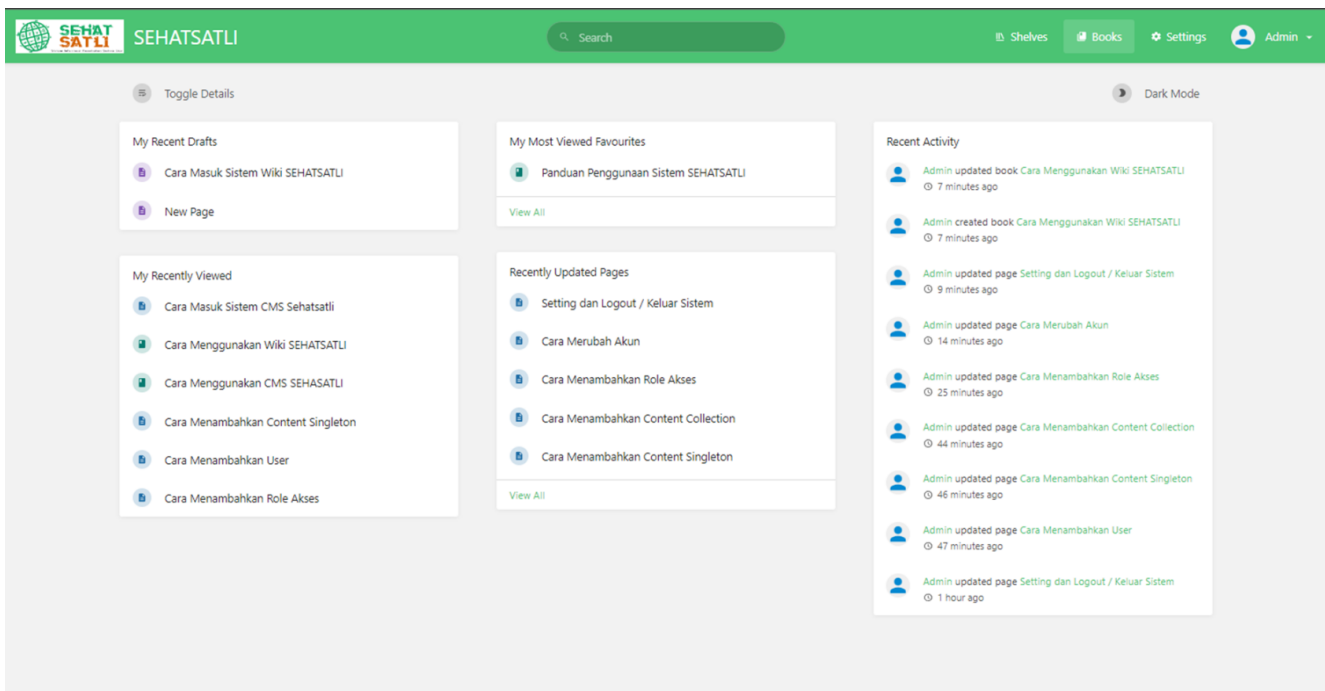 SEHAT
SATLI
SEHATSATLI
Search
Shelves
Books
Settings
Admin
Toggle Details
Dark Mode
My Recent Drafts
Cara Masuk Sistem Wiki SEHATSATLI
New Page
My Recently Viewed
Cara Masuk Sistem CMS Sehatsatli
Cara Menggunakan Wiki SEHATSATLI
Cara Menggunakan CMS SEHASATLI
Cara Menambahkan Content Singleton
Cara Menambahkan User
Cara Menambahkan Role Akses
My Most Viewed Favourites
Panduan Penggunaan Sistem SEHATSATLI
View All
Recently Updated Pages
Setting dan Logout / Keluar Sistem
Cara Merubah Akun
Cara Menambahkan Role Akses
Cara Menambahkan Content Collection
Cara Menambahkan Content Singleton
View All
Recent Activity
Admin updated book Cara Menggunakan Wiki SEHATSATLI
7 minutes ago
Admin created book Cara Menggunakan Wiki SEHATSATLI
7 minutes ago
Admin updated page Setting dan Logout / Keluar Sistem
9 minutes ago
Admin updated page Cara Merubah Akun
14 minutes ago
Admin updated page Cara Menambahkan Role Akses
25 minutes ago
Admin updated page Cara Menambahkan Content Collection
44 minutes ago
Admin updated page Cara Menambahkan Content Singleton
46 minutes ago
Admin updated page Cara Menambahkan User
47 minutes ago
Admin updated page Setting dan Logout / Keluar Sistem
1 hour ago